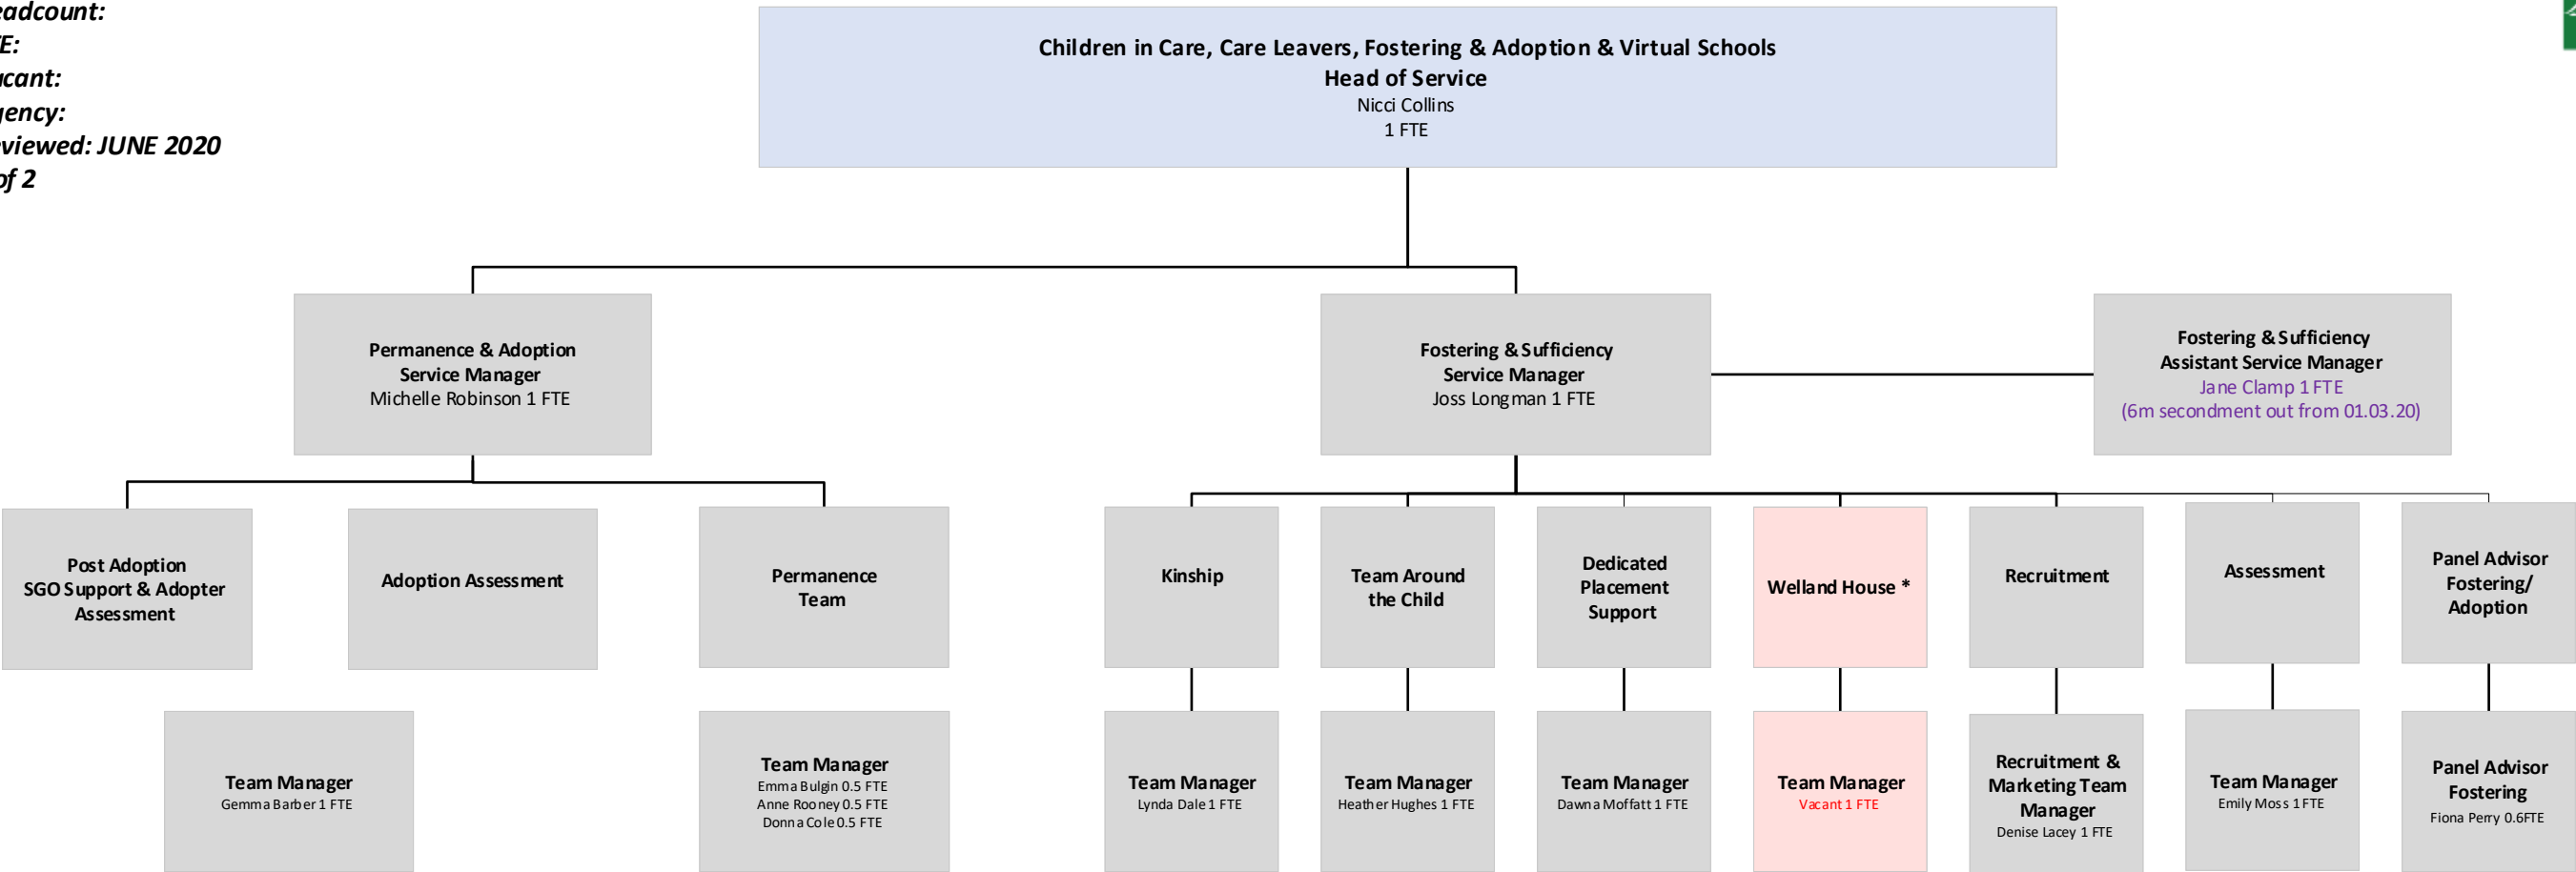 eadcount:
E:
cant:
gency:
eviewed: JUNE 2020
of 2
Children in Care, Care Leavers, Fostering & Adoption & Virtual Schools
Head of Service
Nicci Collins
1 FTE
Permanence & Adoption
Service Manager
Michelle Robinson 1 FTE
Fostering & Sufficiency
Service Manager
Joss Longman 1 FTE
Fostering & Sufficiency
Assistant Service Manager
Jane Clamp 1 FTE
(6m secondment out from 01.03.20)
Post Adoption
SGO Support & Adopter
Assessment
Adoption Assessment
Permanence
Team
Kinship
Team Around
the Child
Dedicated
Placement
Support
Welland House *
Recruitment
Assessment
Panel Advisor
Fostering/
Adoption
Team Manager
Gemma Barber 1 FTE
Team Manager
Emma Bulgin 0.5 FTE
Anne Rooney 0.5 FTE
Donna Cole 0.5 FTE
Team Manager
Lynda Dale 1 FTE
Team Manager
Heather Hughes 1 FTE
Team Manager
Dawna Moffatt 1 FTE
Team Manager
Vacant 1 FTE
Recruitment &
Marketing Team
Manager
Denise Lacey 1 FTE
Team Manager
Emily Moss 1 FTE
Panel Advisor
Fostering
Fiona Perry 0.6FTE